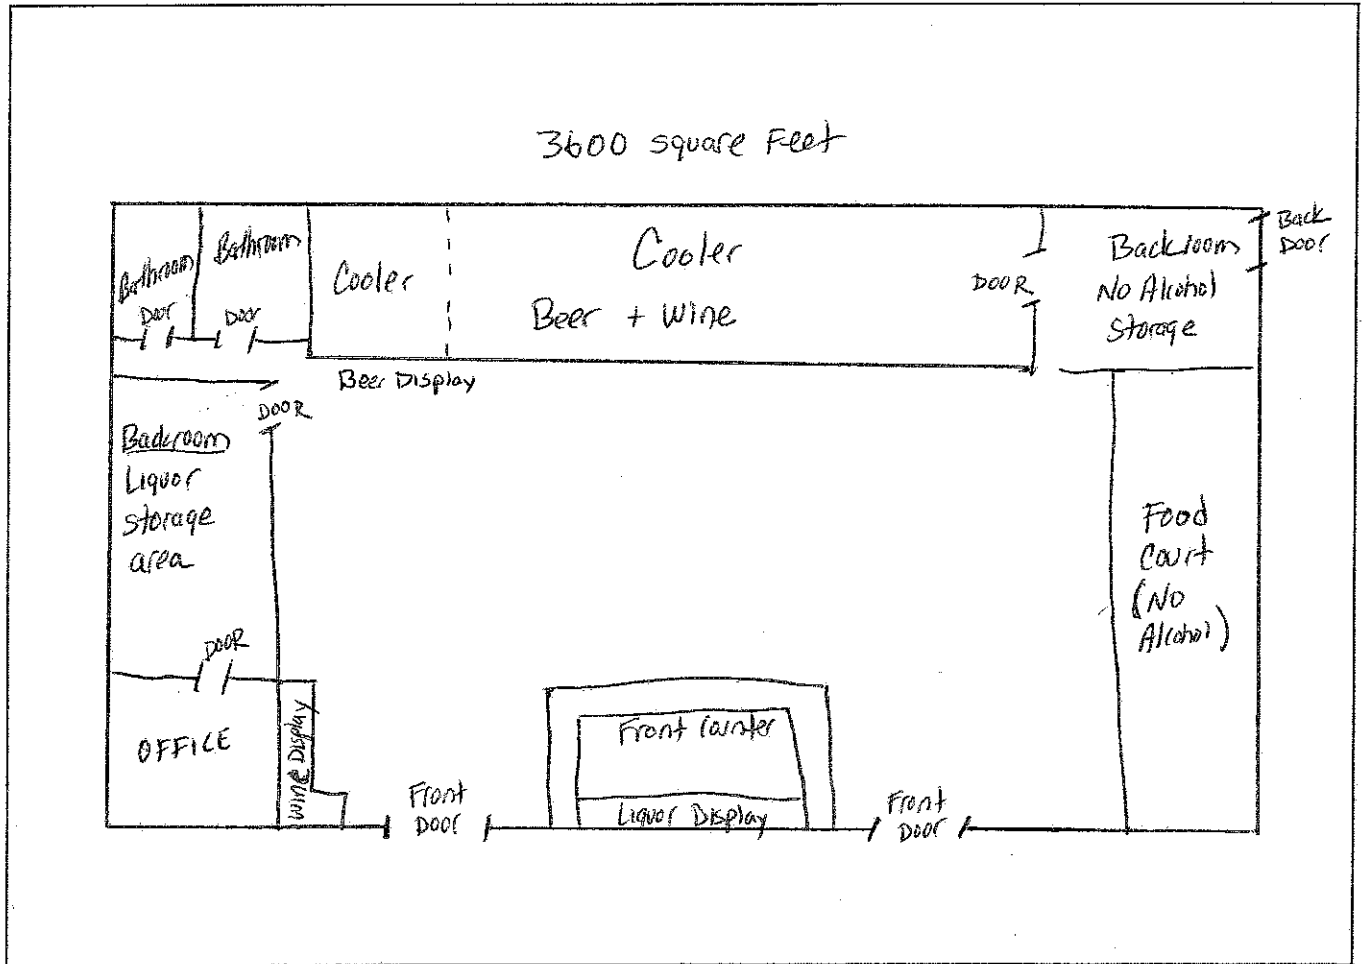 3600 square Feet
Bathroom
Door
Bathroom
Door
Cooler
Cooler
Beer + Wine
DOOR
Backroom
No Alcohol
Storage
Back
Door
Beer Display
DOOR
Backroom
Liquor
storage
area
DOOR
OFFICE
WINE Display
Front
Door
Front Counter
Liquor Display
Front
Door
Food
Court
(No
Alcohol)